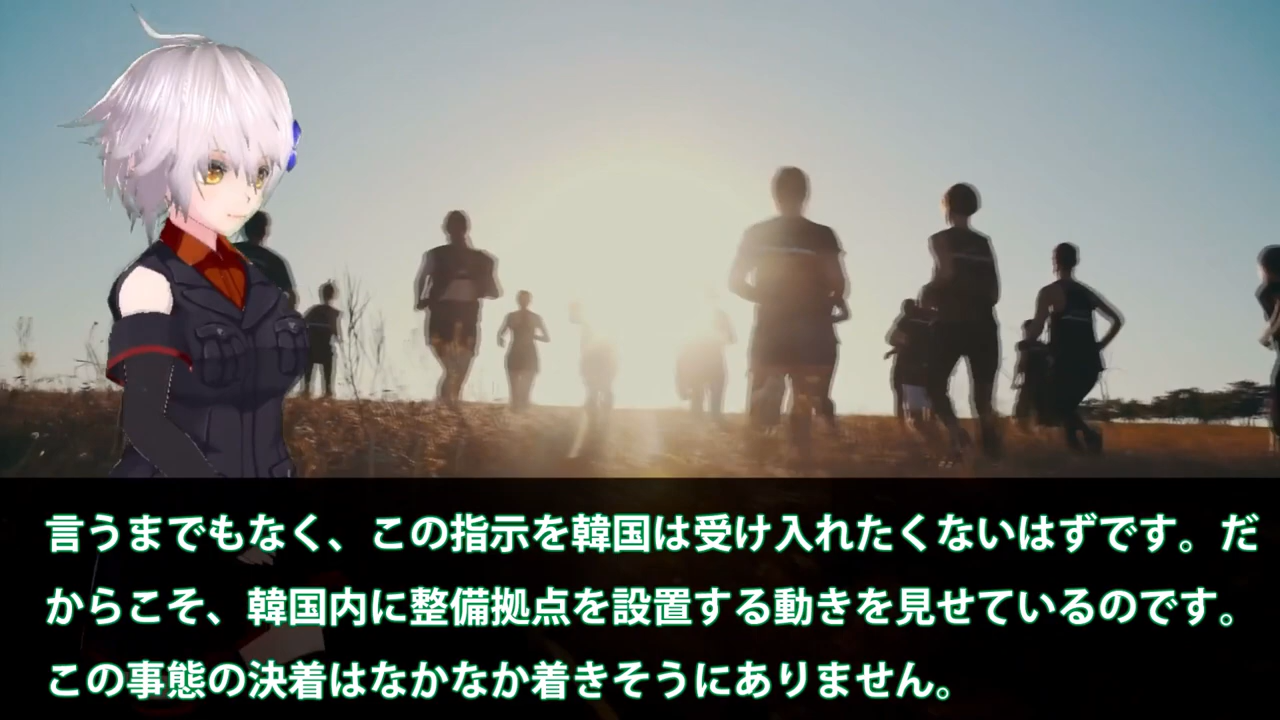 言うまでもなく、この指示を韓国は受け入れたくないはずです。だ
からこそ、韓国内に整備拠点を設置する動きを見せているのです。
この事態の決着はなかなか着きそうにありません。